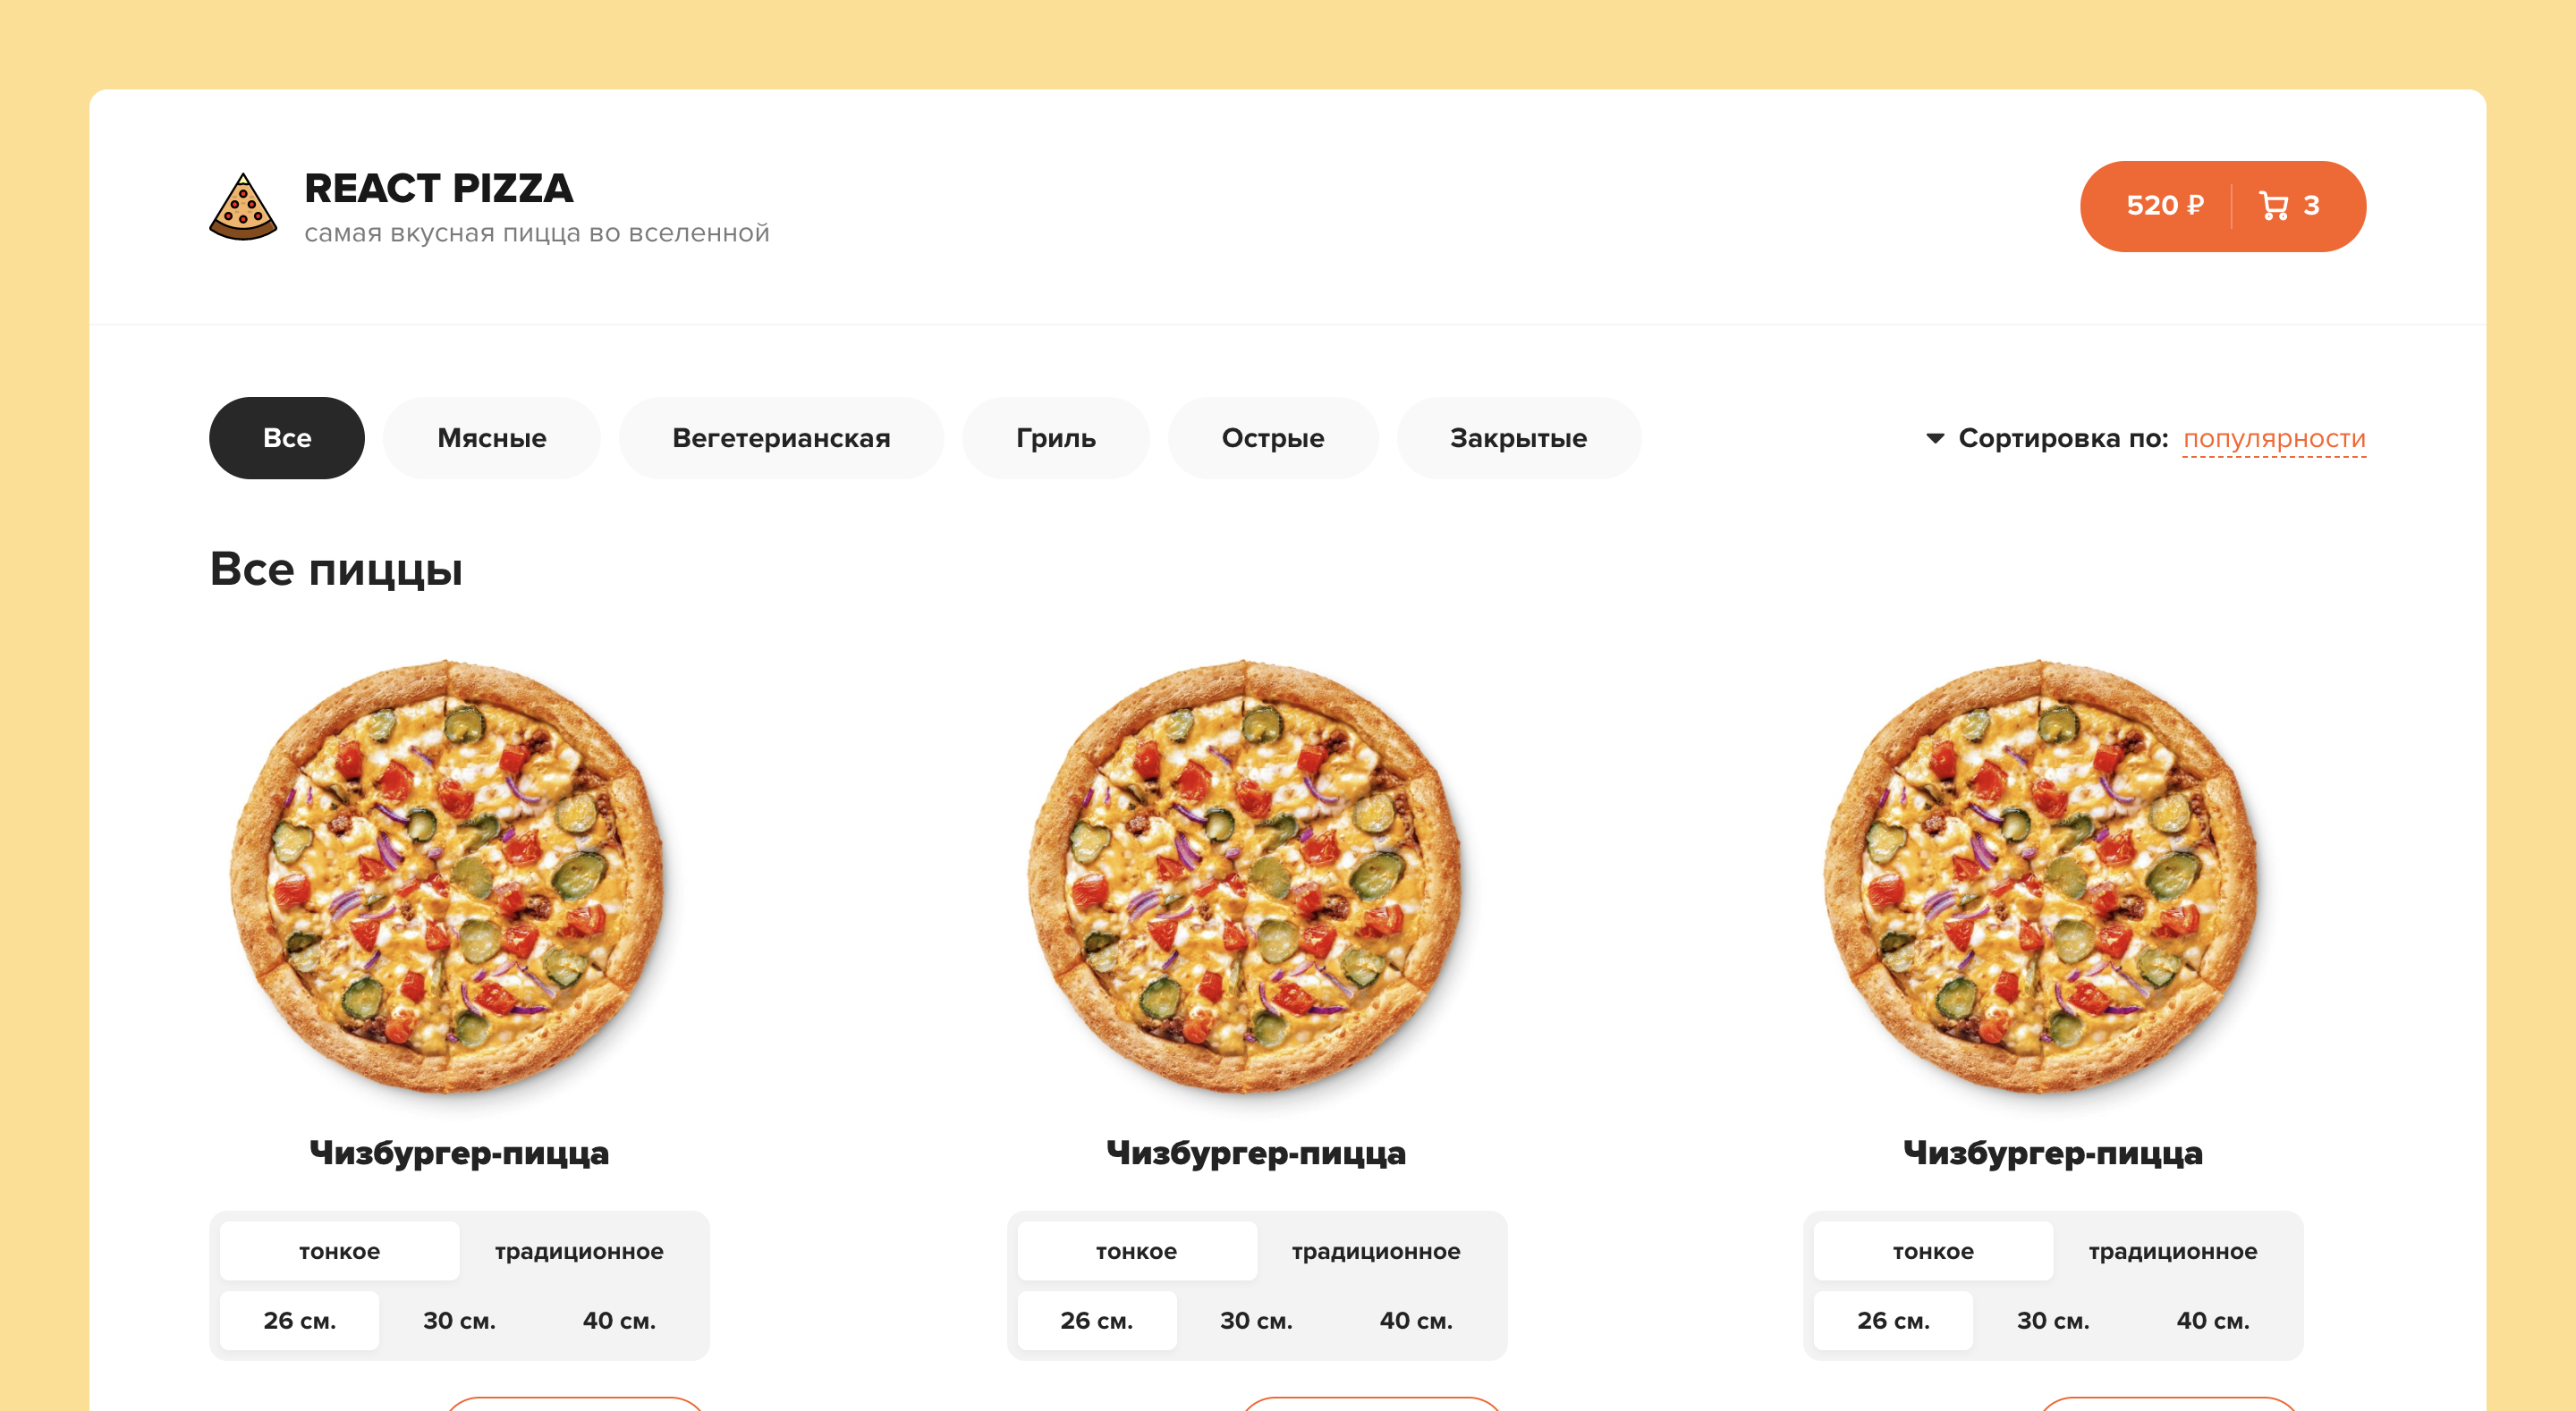 REACT PIZZA
самая вкусная пицца во вселенной
520 ₽ 3
Все Мясные Вегетерианская Гриль Острые Закрытые Сортировка по: популярности
Все пиццы
Чизбургер-пицца Чизбургер-пицца Чизбургер-пицца
тонкое традиционное тонкое традиционное тонкое традиционное
26 см. 30 см. 40 см. 26 см. 30 см. 40 см. 26 см. 30 см. 40 см.